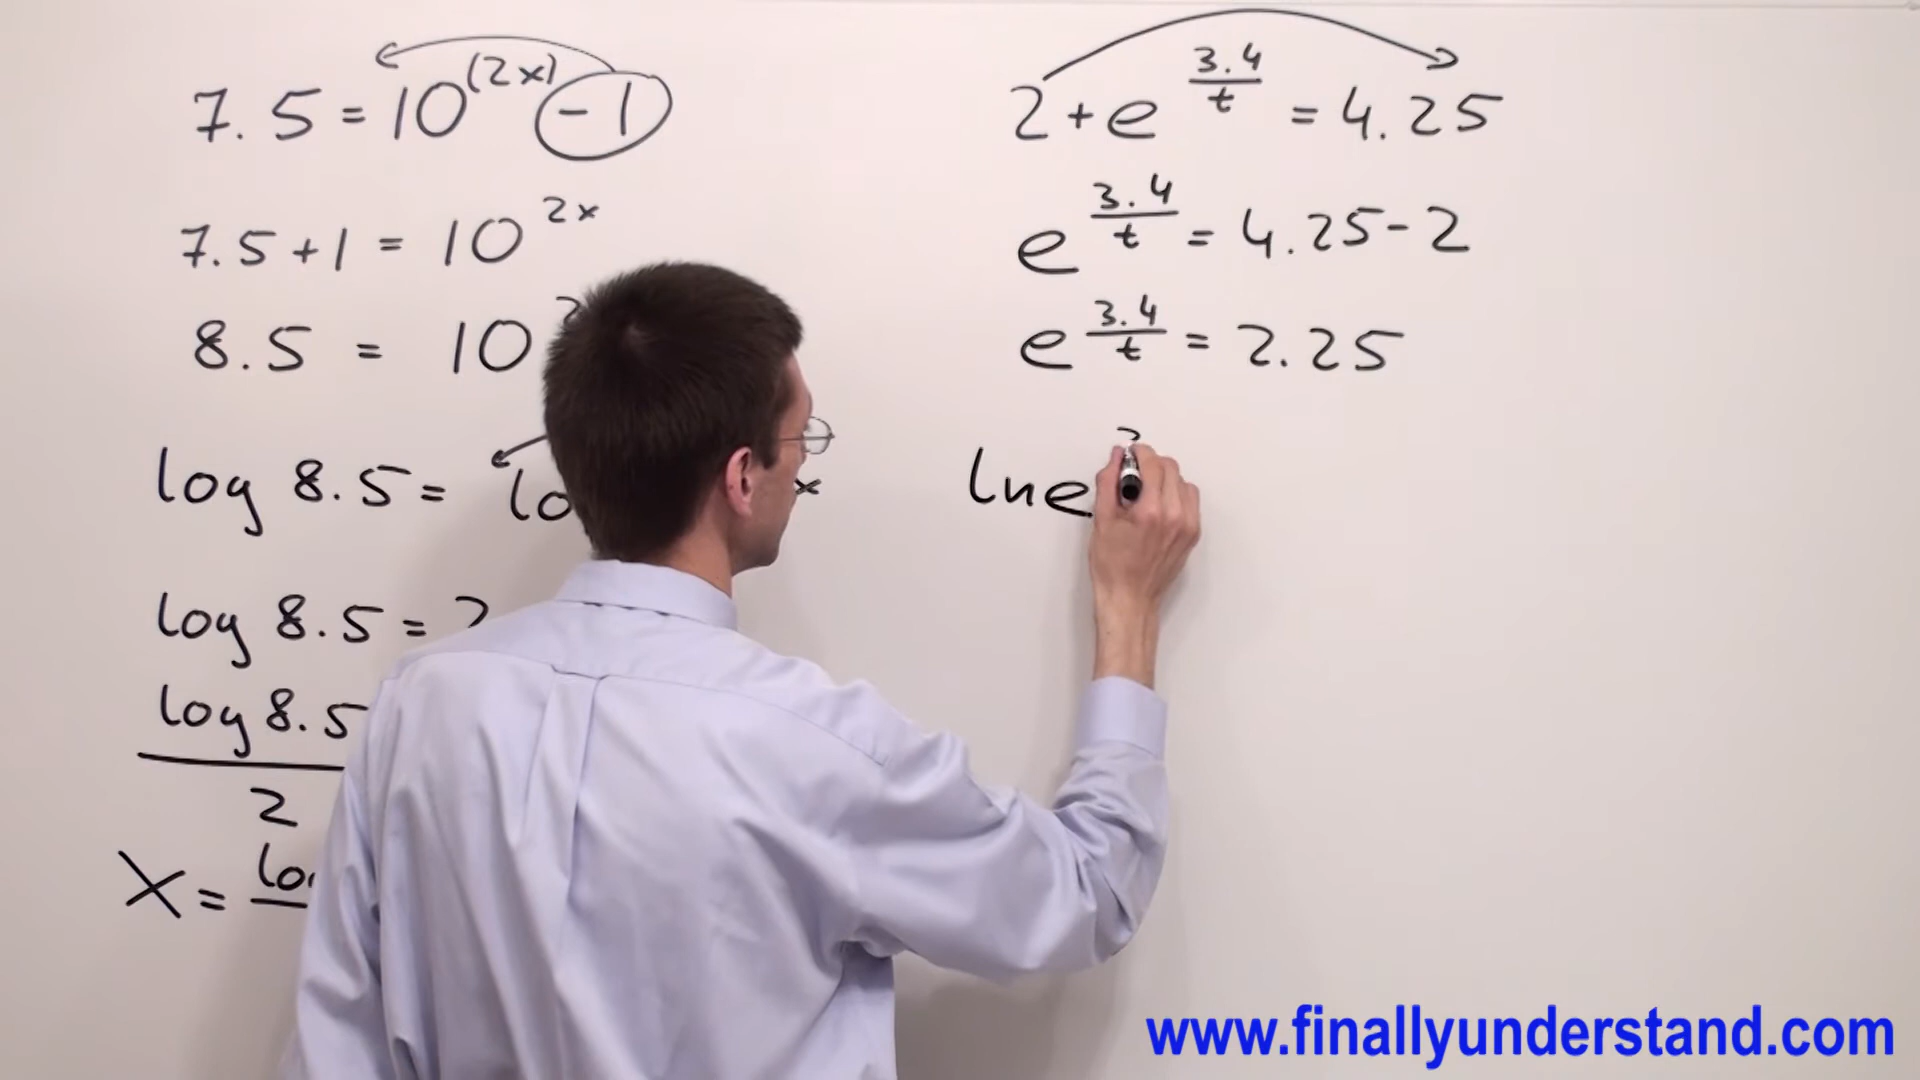 7.5 = 10^(2x) - 1
7.5 + 1 = 10^2x
8.5 = 10
log 8.5 =
log 8.5 = 2
log 8.5
2
x =
2 + e^(3.4/t) = 4.25
e^(3.4/t) = 4.25 - 2
e^(3.4/t) = 2.25
ln e
www.finallyunderstand.com